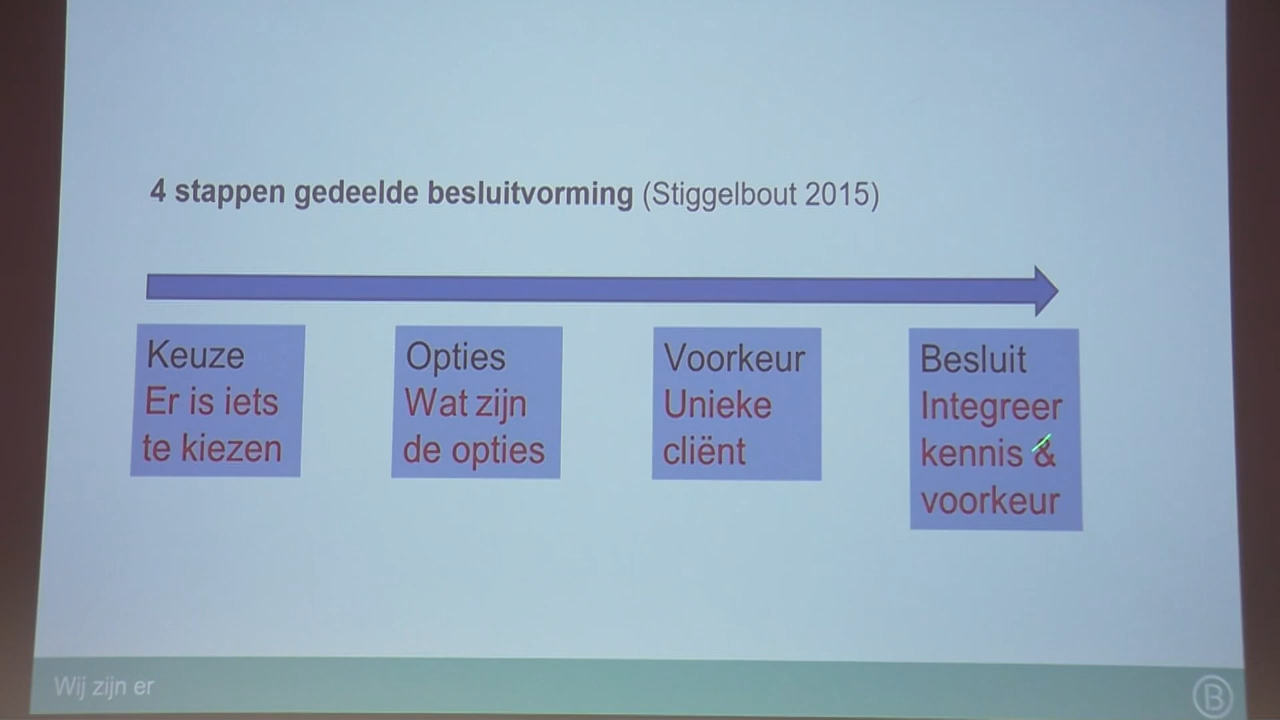 4 stappen gedeelde besluitvorming (Stiggelbout 2015)
Keuze
Er is iets
te kiezen
Opties
Wat zijn
de opties
Voorkeur
Unieke
cliënt
Besluit
Integreer
kennis &
voorkeur
Wij zijn er
B